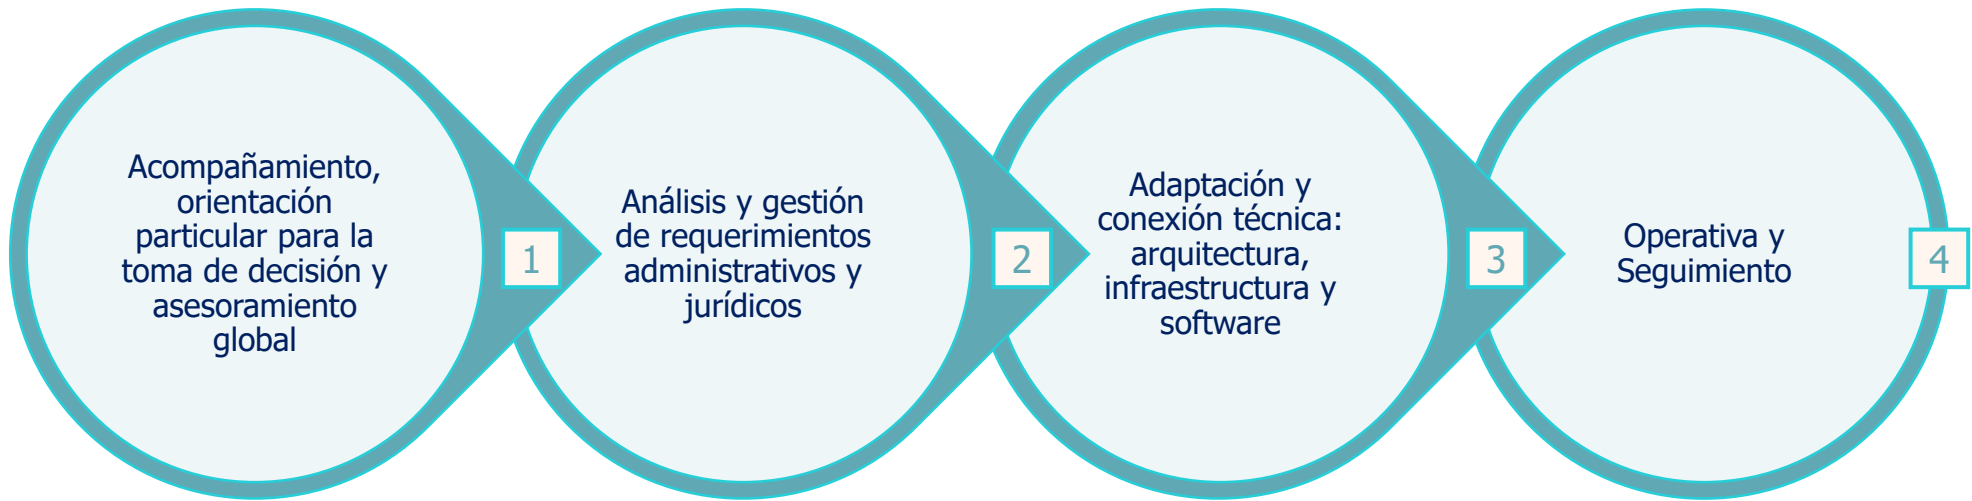 Acompañamiento,
orientación
particular para la
toma de decisión y
asesoramiento
global
1
Análisis y gestión
de requerimientos
administrativos y
jurídicos
2
Adaptación y
conexión técnica:
arquitectura,
infraestructura y
software
3
Operativa y
Seguimiento
4